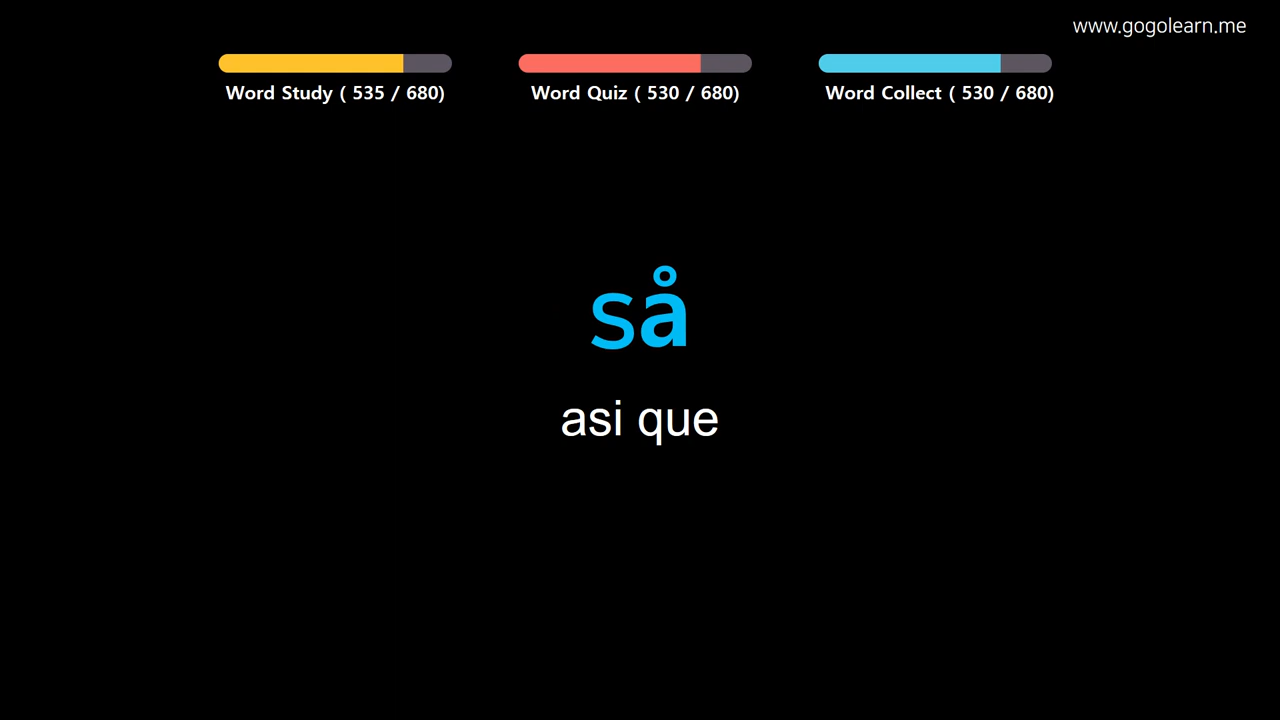 www.gogolearn.me
Word Study ( 535 / 680)
Word Quiz ( 530 / 680)
Word Collect ( 530 / 680)
så
asi que